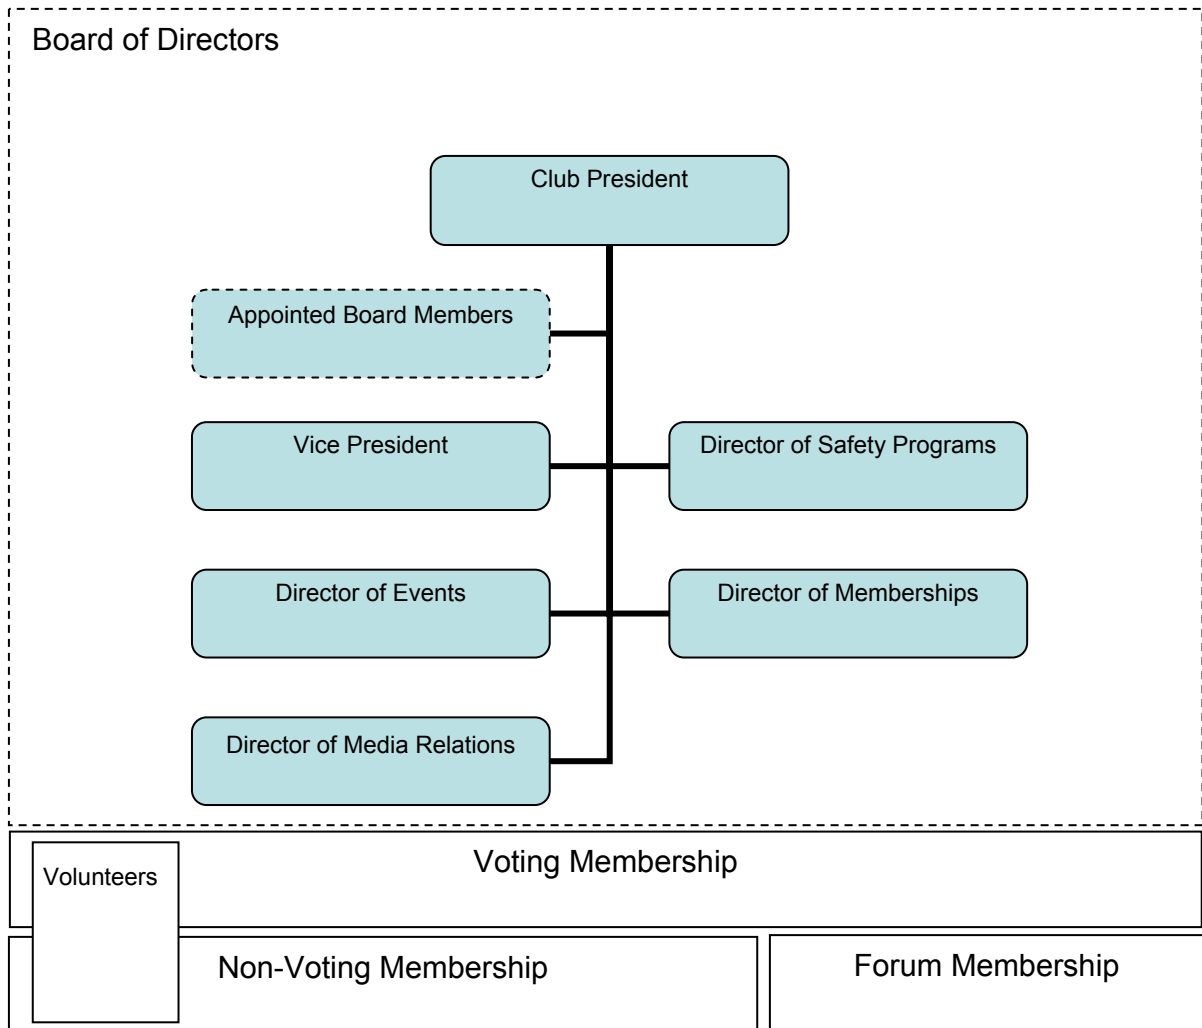 Board of Directors
Club President
Appointed Board Members
Vice President
Director of Safety Programs
Director of Events
Director of Memberships
Director of Media Relations
Voting Membership
Volunteers
Non-Voting Membership
Forum Membership